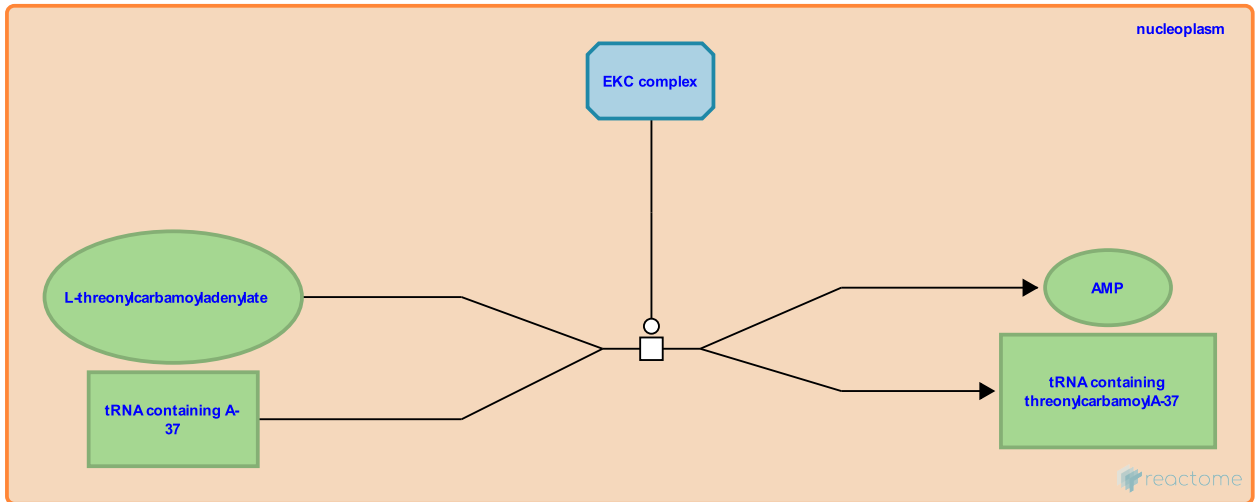 nucleoplasm
EKC complex
L-threonylcarbamoyladenylate
tRNA containing A-
37
AMP
tRNA containing
threonylcarbamoylA-37
reactome